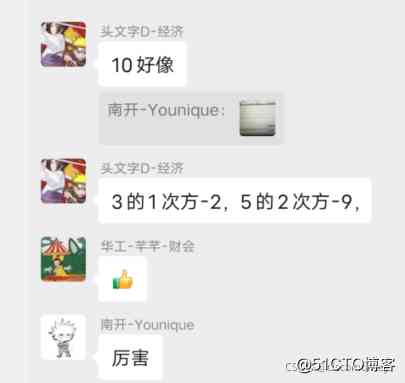 头文字D-经济
10好像
南开-Younique：
头文字D-经济
3的1次方-2，5的2次方-9，
华工-芊芊-财会
南开-Younique
厉害
@51CTO博客